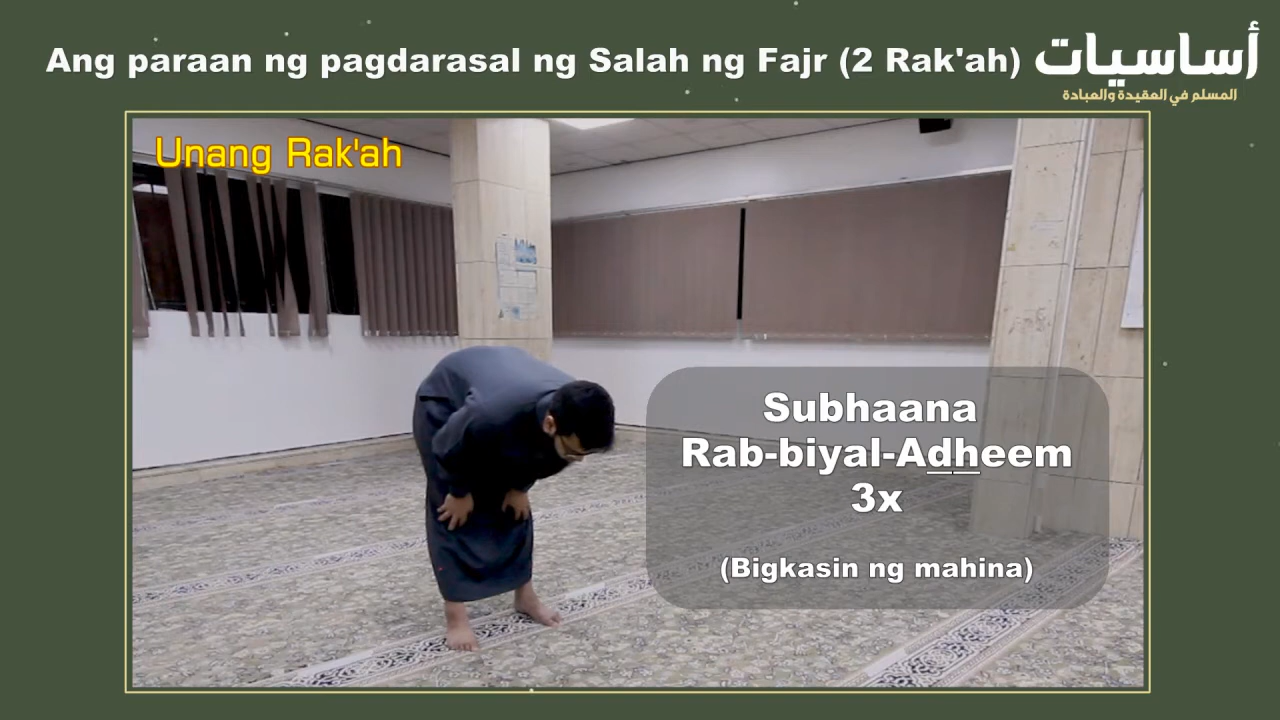 Ang paraan ng pagdarasal ng Salah ng Fajr (2 Rak'ah)
أساسيات
المسلم في العقيدة والعبادة
Unang Rak'ah
Subhaana
Rab-biyal-Adheem
3x
(Bigkasin ng mahina)